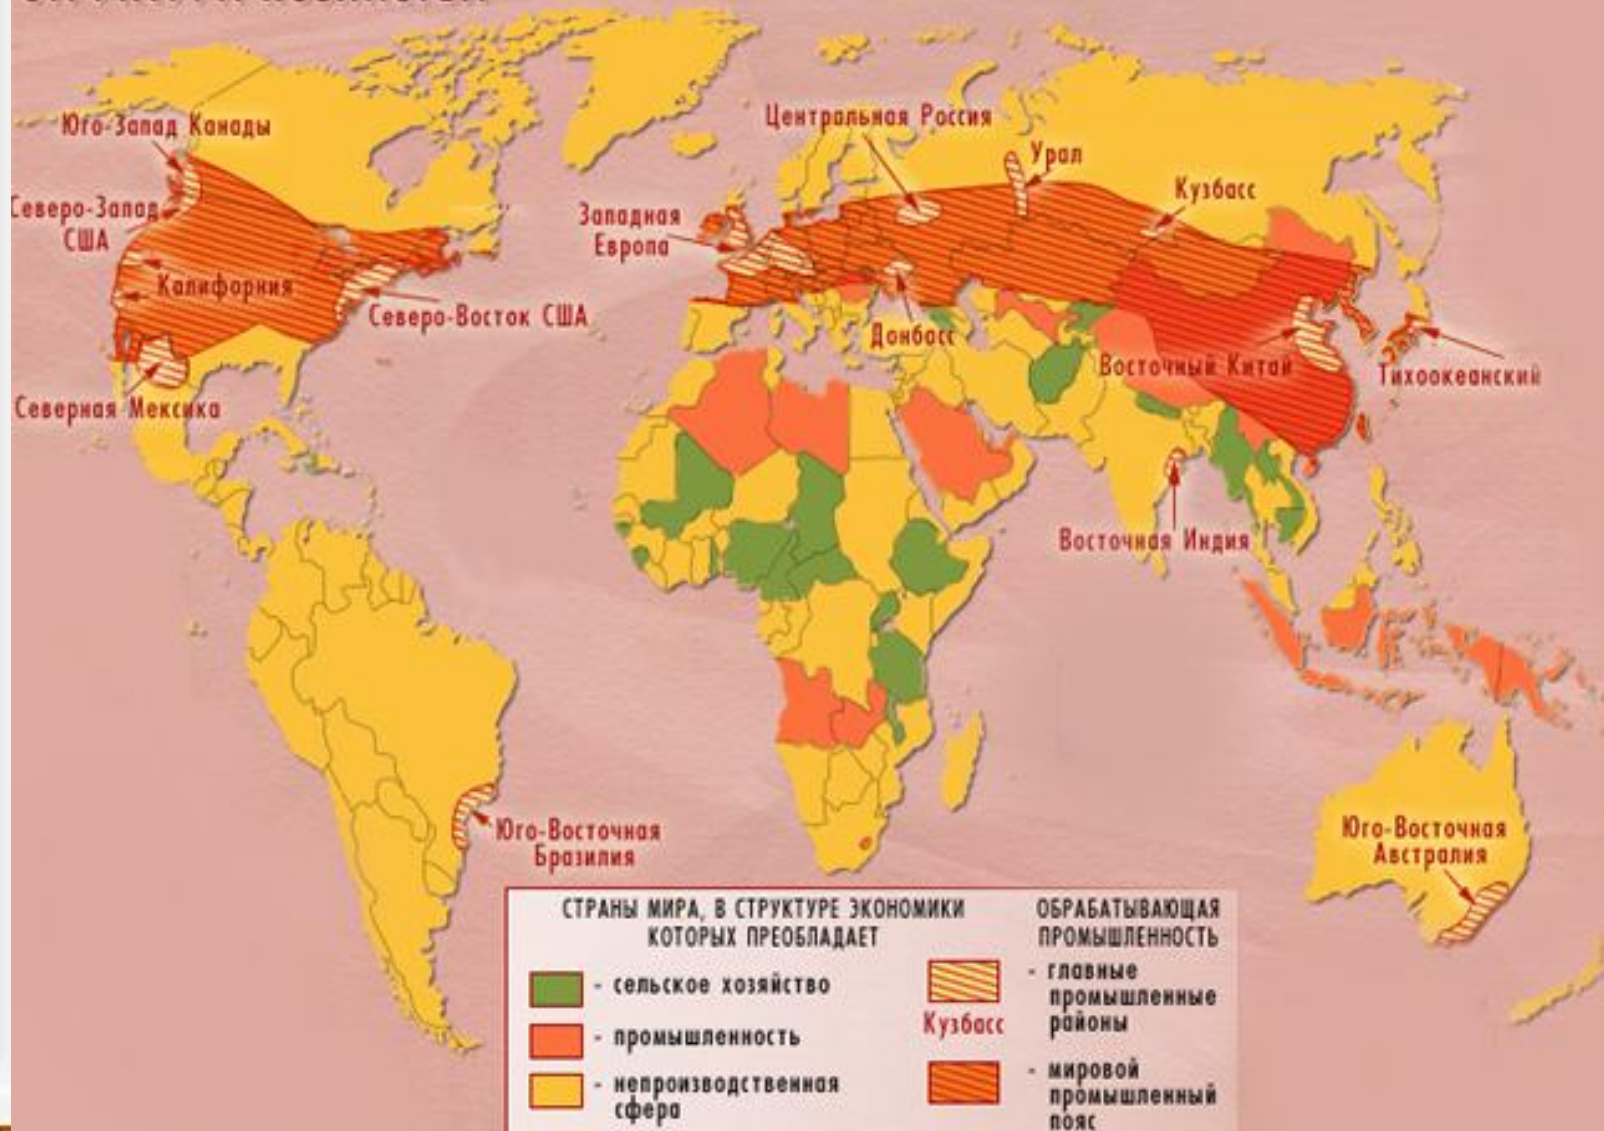 Юго-Запад Канады
Центральная Россия
Урал
Кузбасс
Северо-Запад
США
Западная
Европа
Калифорния
Северо-Восток США
Донбасс
Восточный Китай
Тихоокеанский
Северная Мексика
Восточная Индия
Юго-Восточная
Бразилия
Юго-Восточная
Австралия
СТРАНЫ МИРА, В СТРУКТУРЕ ЭКОНОМИКИ
КОТОРЫХ ПРЕОБЛАДАЕТ
- сельское хозяйство
- промышленность
- непроизводственная
сфера
ОБРАБАТЫВАЮЩАЯ
ПРОМЫШЛЕННОСТЬ
- главные
промышленные
районы
Кузбасс
- мировой
промышленный
пояс